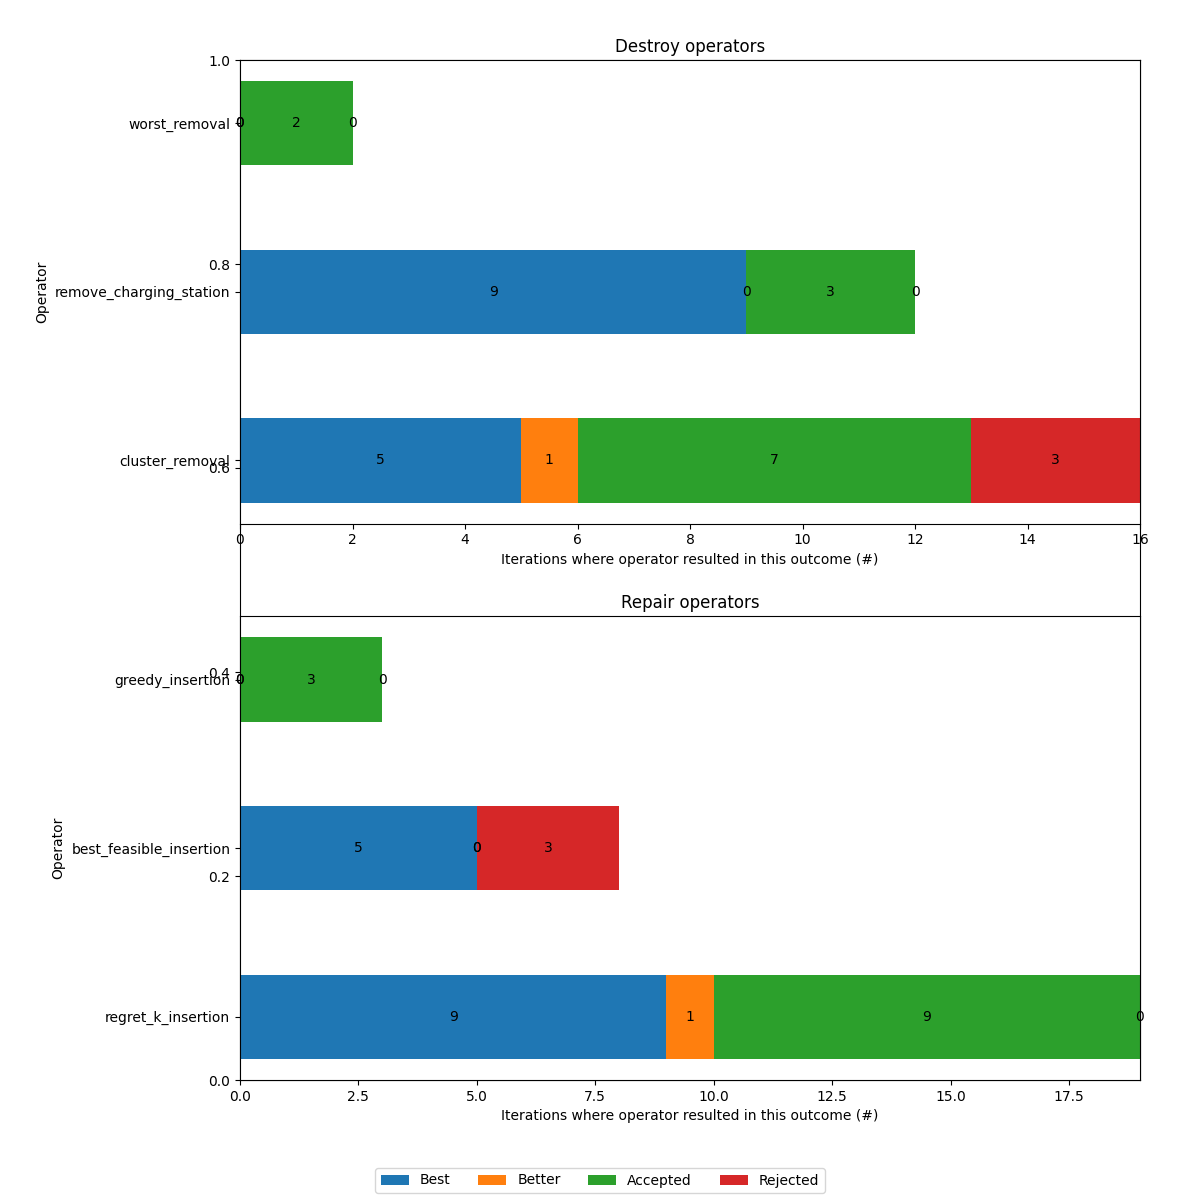 Destroy operators
1.0
worst_removal
0 0 2 0
0.8
Operator
remove_charging_station
9 0 3 0
cluster_removal
5 1 7 3
0.6
0 2 4 6 8 10 12 14 16
Iterations where operator resulted in this outcome (#)
Repair operators
0.4
greedy_insertion
0 0 3 0
Operator
best_feasible_insertion
5 0 0 3
0.2
regret_k_insertion
9 1 9 0
0.0
0.0 2.5 5.0 7.5 10.0 12.5 15.0 17.5
Iterations where operator resulted in this outcome (#)
Best Better Accepted Rejected